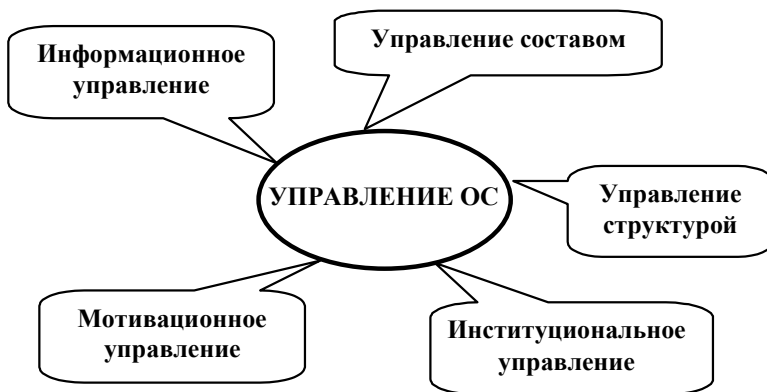 Управление составом
Информационное
управление
УПРАВЛЕНИЕ ОС
Управление
структурой
Мотивационное
управление
Институциональное
управление